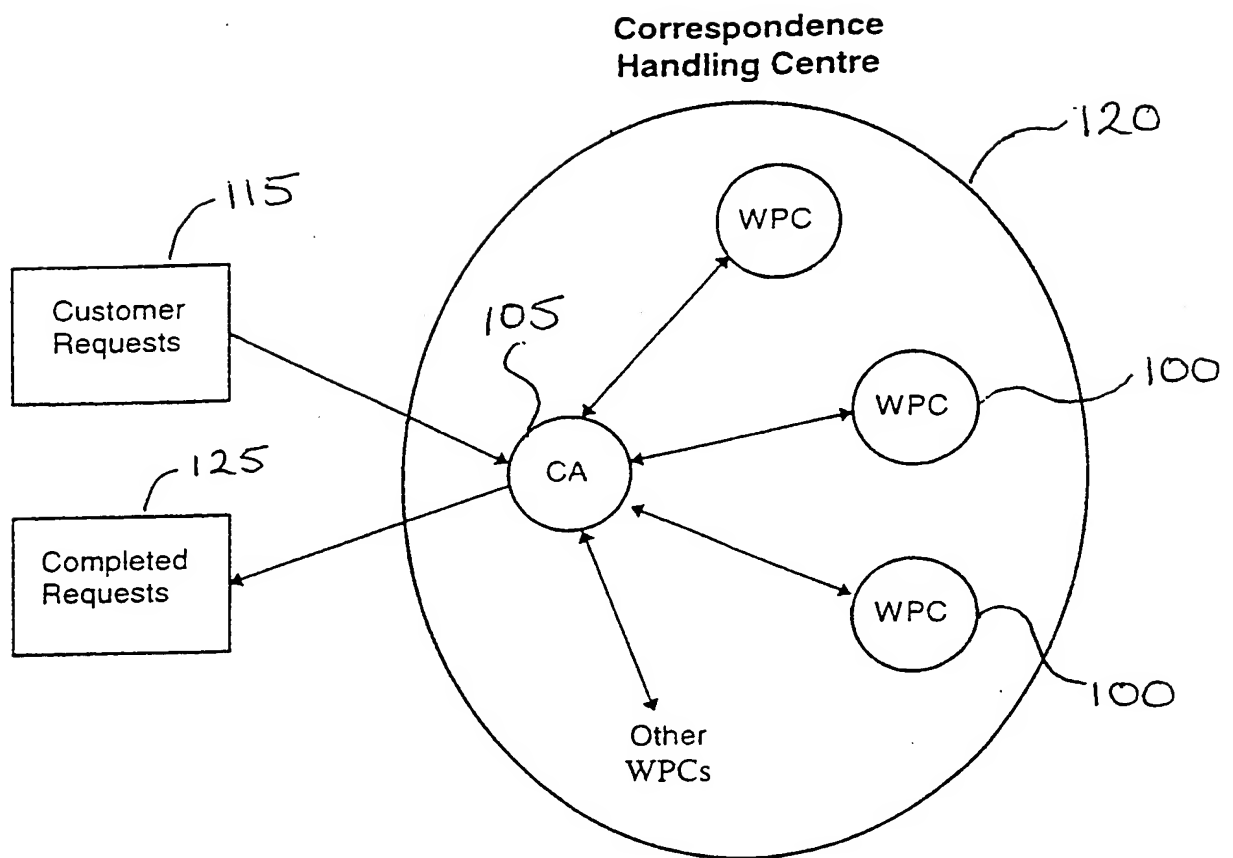 Correspondence
Handling Centre
120
WPC
115
Customer
Requests
105
WPC
100
CA
125
Completed
Requests
WPC
100
Other
WPCs